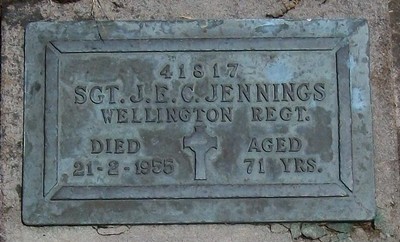 41817
SGT. J.E.C. JENNINGS
WELLINGTON REGT.
DIED AGED
21-2-1955 71 YRS.